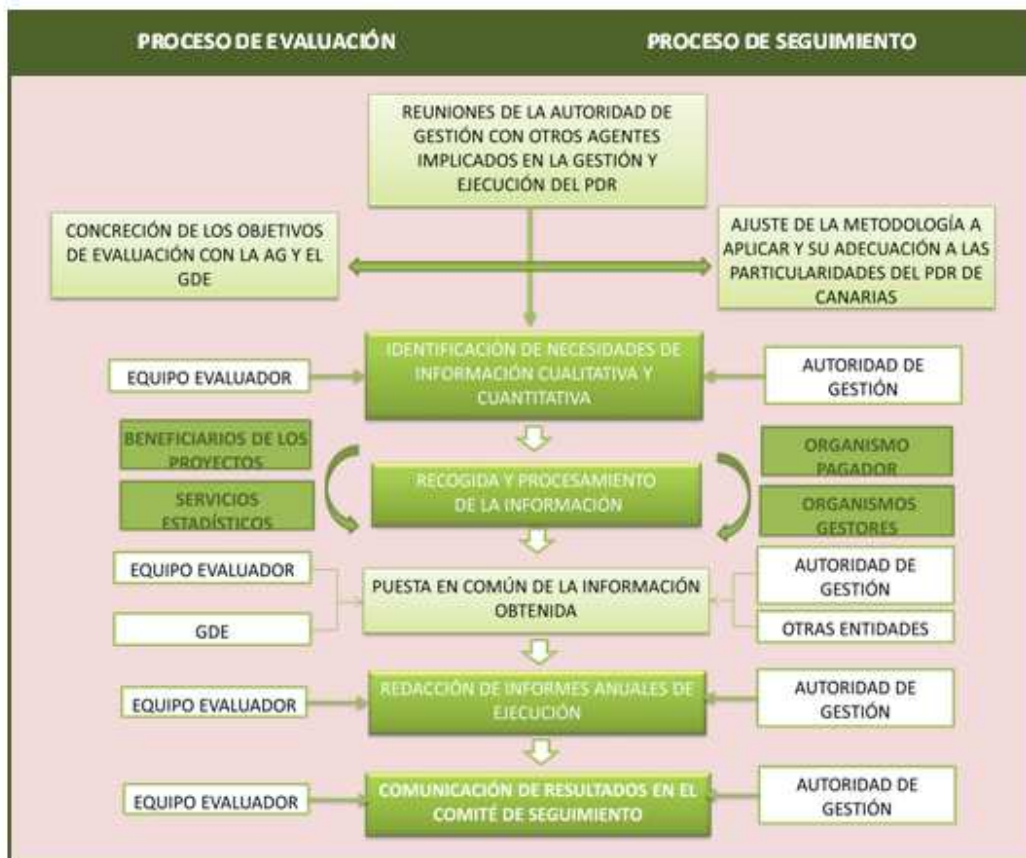 PROCESO DE EVALUACIÓN
PROCESO DE SEGUIMIENTO
REUNIONES DE LA AUTORIDAD DE
GESTIÓN CON OTROS AGENTES
IMPLICADOS EN LA GESTIÓN Y
EJECUCIÓN DEL PDR
CONCRECIÓN DE LOS OBJETIVOS
DE EVALUACIÓN CON LA AG Y EL
GDE
AJUSTE DE LA METODOLOGÍA A
APLICAR Y SU ADECUACIÓN A LAS
PARTICULARIDADES DEL PDR DE
CANARIAS
IDENTIFICACIÓN DE NECESIDADES DE
INFORMACIÓN CUALITATIVA Y
CUANTITATIVA
EQUIPO EVALUADOR
AUTORIDAD DE
GESTIÓN
BENEFICIARIOS DE LOS
PROYECTOS
SERVICIOS
ESTADÍSTICOS
RECOGIDA Y PROCESAMIENTO
DE LA INFORMACIÓN
ORGANISMO
PAGADOR
ORGANISMOS
GESTORES
EQUIPO EVALUADOR
GDE
PUESTA EN COMÚN DE LA INFORMACIÓN
OBTENIDA
AUTORIDAD DE
GESTIÓN
OTRAS ENTIDADES
EQUIPO EVALUADOR
REDACCIÓN DE INFORMES ANUALES DE
EJECUCIÓN
AUTORIDAD DE
GESTIÓN
EQUIPO EVALUADOR
COMUNICACIÓN DE RESULTADOS EN EL
COMITÉ DE SEGUIMIENTO
AUTORIDAD DE
GESTIÓN